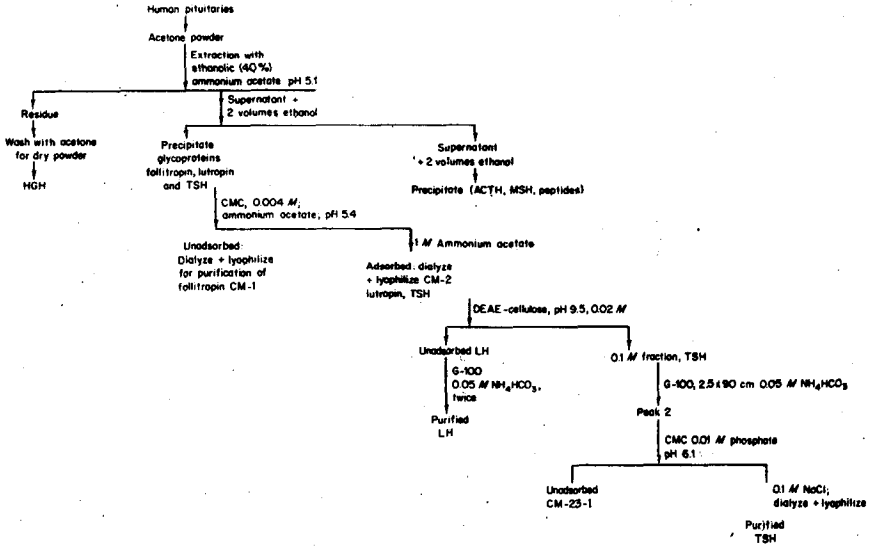 Human pituitaries
Acetone powder
Extraction with
ethanolic (40%)
ammonium acetate pH 5.1
Residue
Wash with acetone
for dry powder
HGH
Supernatant +
2 volumes ethanol
Precipitate
glycoproteins
follitropin, lutropin
and TSH
Supernatant
+ 2 volumes ethanol
Precipitate (ACTH, MSH, peptides)
CMC, 0.004 M;
ammonium acetate, pH 5.4
Unadsorbed:
Dialyze + lyophilize
for purification of
follitropin CM-1
1 M Ammonium acetate
Adsorbed: dialyze
+ lyophilize CM-2
lutropin, TSH
DEAE-cellulose, pH 9.5, 0.02 M
Unadsorbed LH
G-100
0.05 M NH4HCO3,
twice
Purified
LH
0.1 M fraction, TSH
G-100, 2.5 x 90 cm 0.05 M NH4HCO3
Peak 2
CMC 0.01 M phosphate
pH 6.1
Unadsorbed
CM-23-1
0.1 M NaCl;
dialyze + lyophilize
Purified
TSH